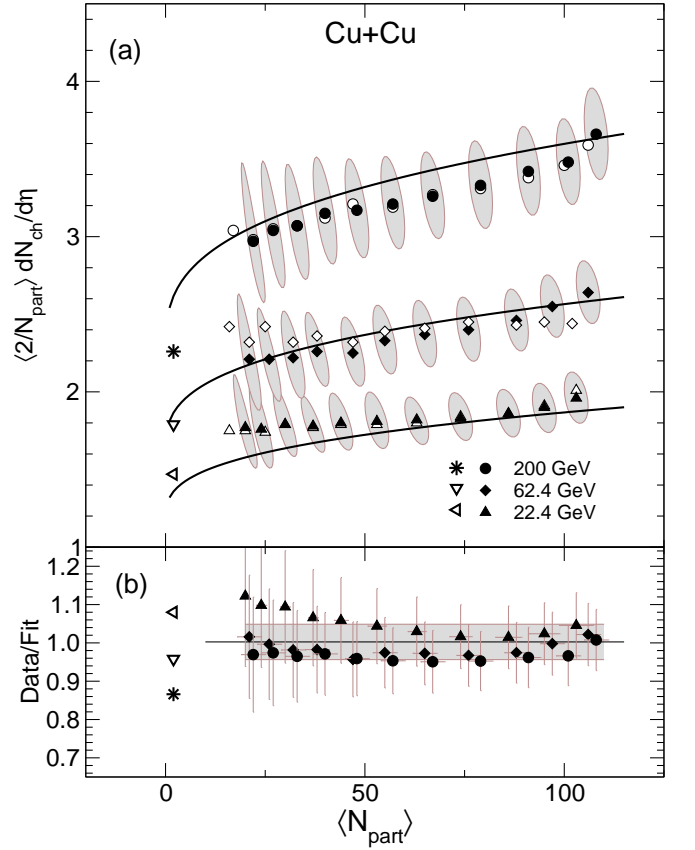 Cu+Cu
(a)
4
3
2
1
⟨2/N_part⟩ dN_ch/dη
200 GeV
62.4 GeV
22.4 GeV
(b)
1.2
1.1
1.0
0.9
0.8
0.7
Data/Fit
0
50
100
⟨N_part⟩